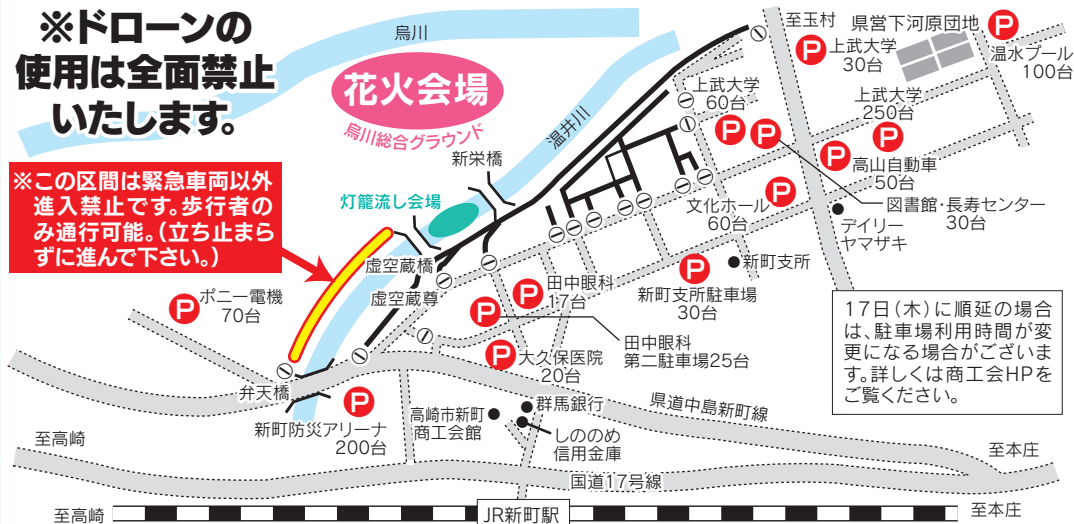 ※ドローンの
使用は全面禁止
いたします。
烏川
花火会場
烏川総合グラウンド
温井川
新栄橋
灯籠流し会場
※この区間は緊急車両以外
進入禁止です。歩行者の
み通行可能。(立ち止まら
ずに進んで下さい。)
虚空蔵橋
虚空蔵尊
P
ポニー電機
70台
弁天橋
P
新町防災アリーナ
200台
至玉村
P
上武大学
30台
県営下河原団地
P
温水プール
100台
上武大学
60台
P
P
図書館・長寿センター
30台
上武大学
250台
P
P
高山自動車
50台
文化ホール
60台
P
デイリー
ヤマザキ
新町支所
P
新町支所駐車場
30台
P
田中眼科
17台
P
田中眼科
第二駐車場25台
P
大久保医院
20台
17日(木)に順延の場合
は、駐車場利用時間が変
更になる場合がございま
す。詳しくは商工会HPを
ご覧ください。
高崎市新町
商工会館
群馬銀行
しののめ
信用金庫
県道中島新町線
至高崎
国道17号線
至本庄
至高崎
JR新町駅
至本庄